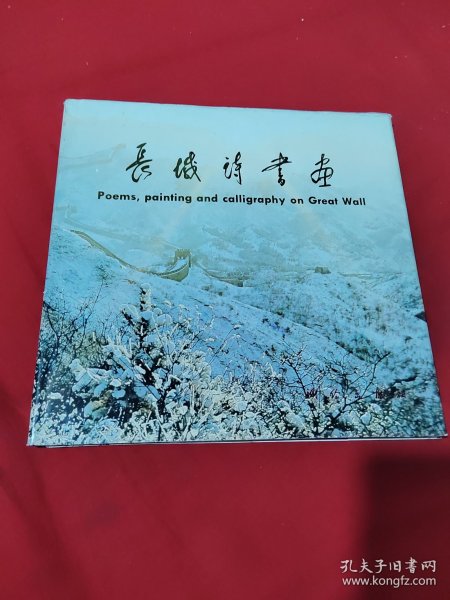 長城詩書画
Poems, painting and calligraphy on Great Wall
孔夫子旧书网
www.kongfz.com